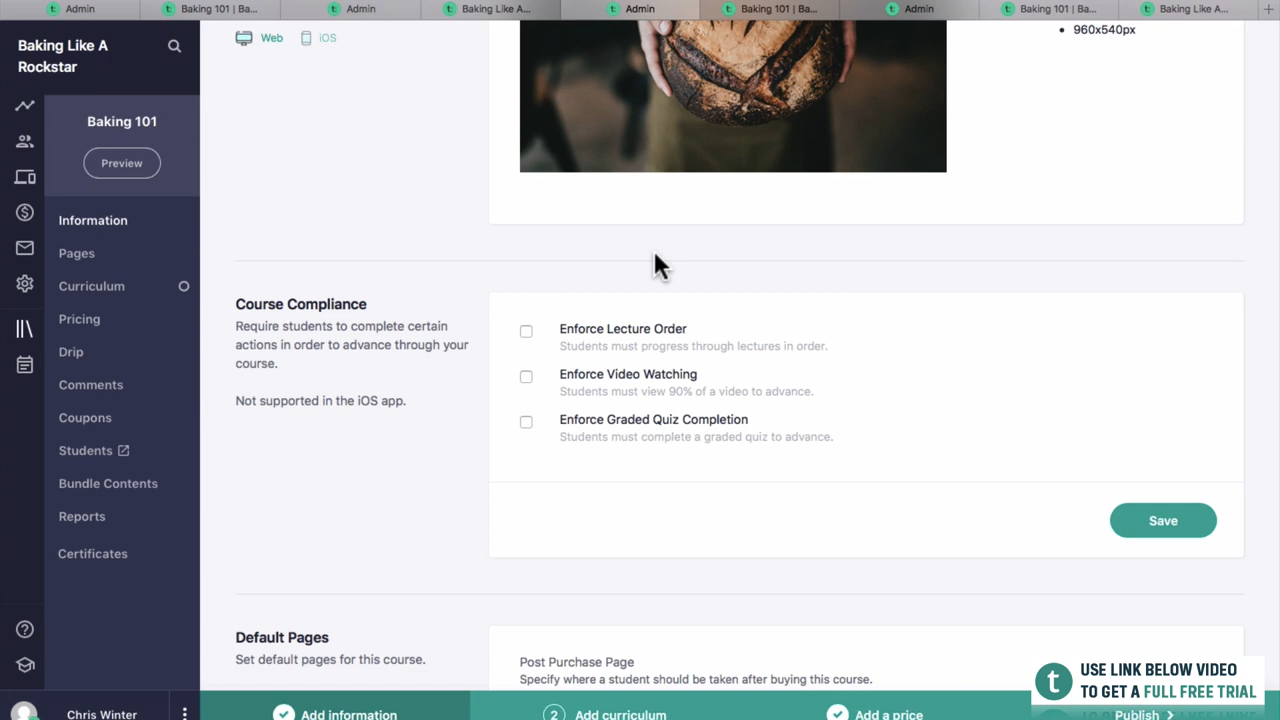 Admin
Baking 101 | Ba...
Admin
Baking Like A...
Admin
Baking 101 | Ba...
Admin
Baking 101 | Ba...
Baking Like A...
Baking Like A
Rockstar
Baking 101
Preview
Information
Pages
Curriculum
Pricing
Drip
Comments
Coupons
Students
Bundle Contents
Reports
Certificates
Chris Winter
Web
iOS
960x540px
Course Compliance
Require students to complete certain
actions in order to advance through your
course.
Not supported in the iOS app.
Enforce Lecture Order
Students must progress through lectures in order.
Enforce Video Watching
Students must view 90% of a video to advance.
Enforce Graded Quiz Completion
Students must complete a graded quiz to advance.
Save
Default Pages
Set default pages for this course.
Post Purchase Page
Specify where a student should be taken after buying this course.
Add information
2 Add curriculum
Add a price
Publish
t
USE LINK BELOW VIDEO
TO GET A FULL FREE TRIAL